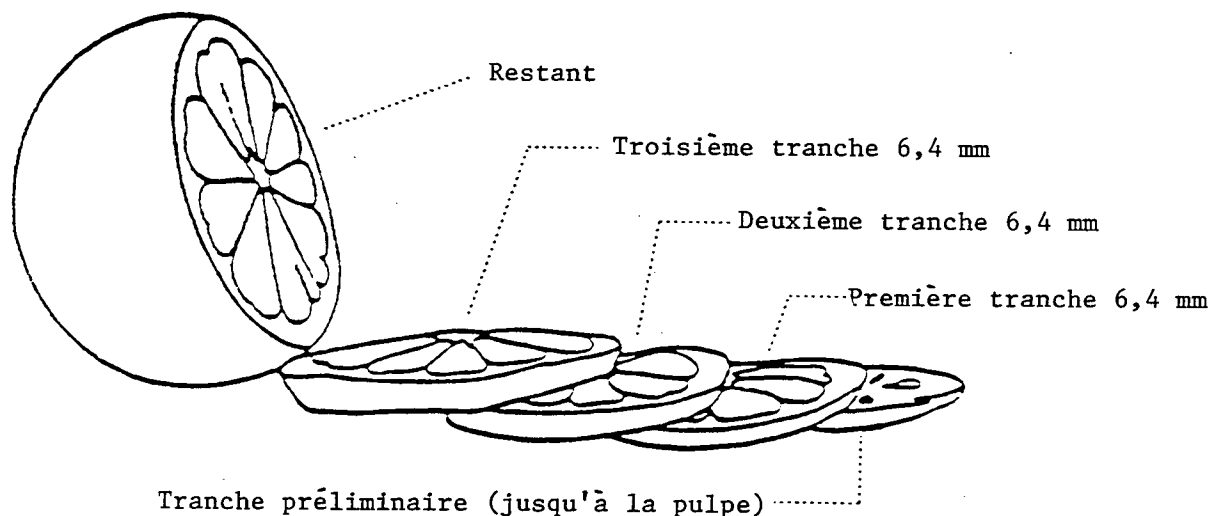 Restant
Troisième tranche 6,4 mm
Deuxième tranche 6,4 mm
Première tranche 6,4 mm
Tranche préliminaire (jusqu'à la pulpe)